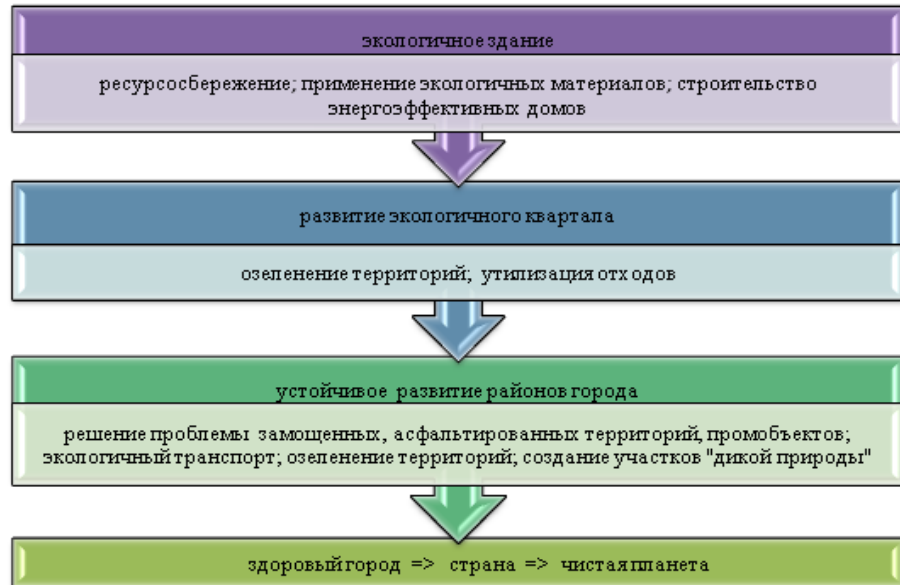 экологичное здание
ресурсосбережение; применение экологичных материалов; строительство
энергоэффективных домов
развитие экологичного квартала
озеленение территорий; утилизация отходов
устойчивое развитие районов города
решение проблемы замощенных, асфальтированных территорий, промобъектов;
экологичный транспорт; озеленение территорий; создание участков "дикой природы"
здоровый город => страна => чистая планета